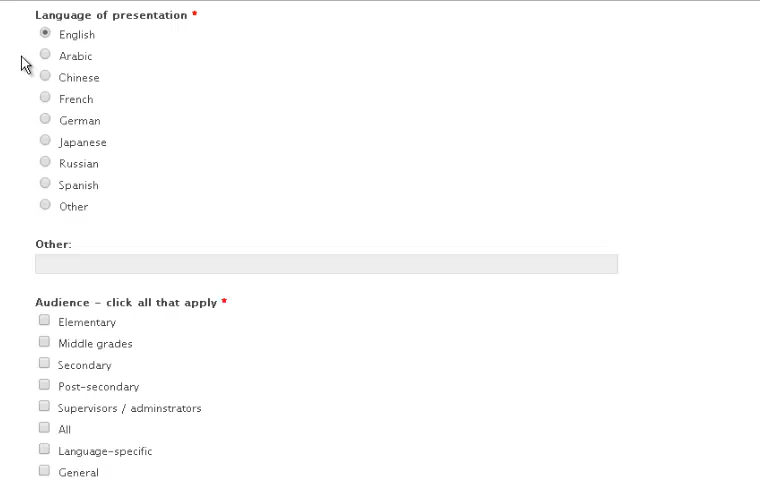 Language of presentation *
English
Arabic
Chinese
French
German
Japanese
Russian
Spanish
Other
Other:
Audience – click all that apply *
Elementary
Middle grades
Secondary
Post-secondary
Supervisors / adminstrators
All
Language-specific
General